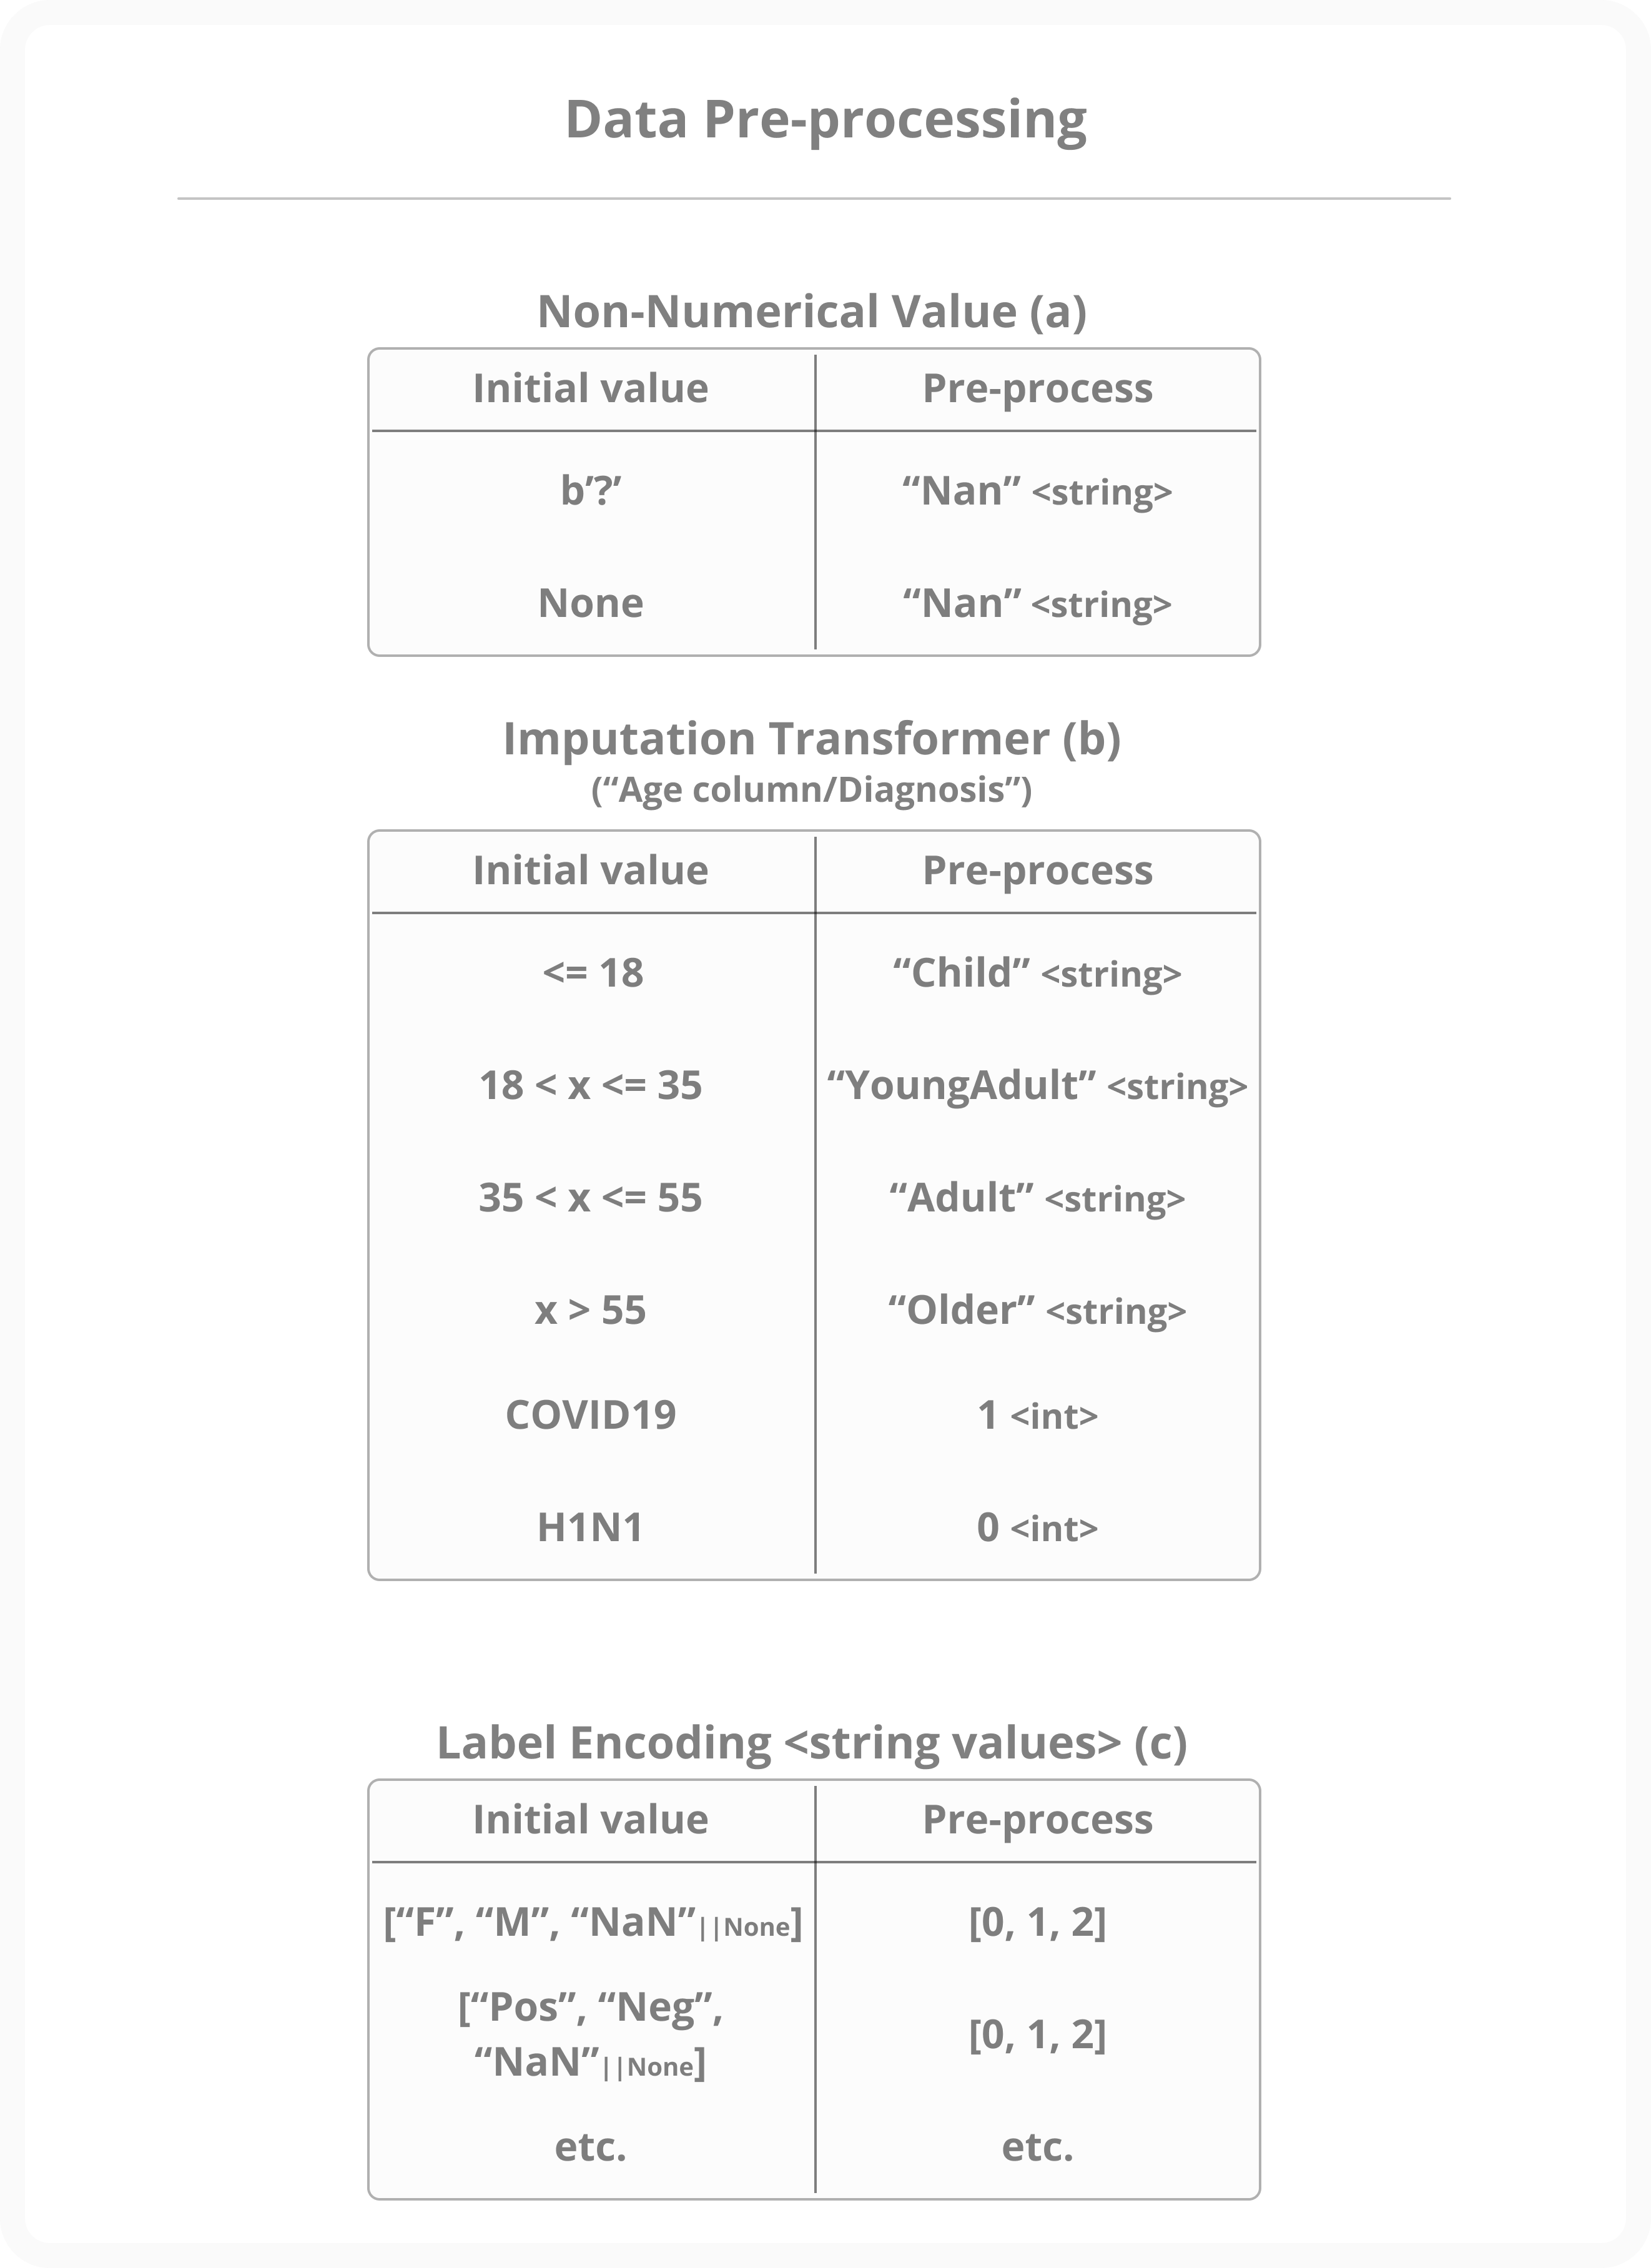 Data Pre-processing
Non-Numerical Value (a)
Initial value Pre-process
b’?’ “Nan” <string>
None “Nan” <string>
Imputation Transformer (b)
(“Age column/Diagnosis”)
Initial value Pre-process
<= 18 “Child” <string>
18 < x <= 35 “YoungAdult” <string>
35 < x <= 55 “Adult” <string>
x > 55 “Older” <string>
COVID19 1 <int>
H1N1 0 <int>
Label Encoding <string values> (c)
Initial value Pre-process
[“F”, “M”, “NaN”||None] [0, 1, 2]
[“Pos”, “Neg”,
“NaN”||None] [0, 1, 2]
etc. etc.